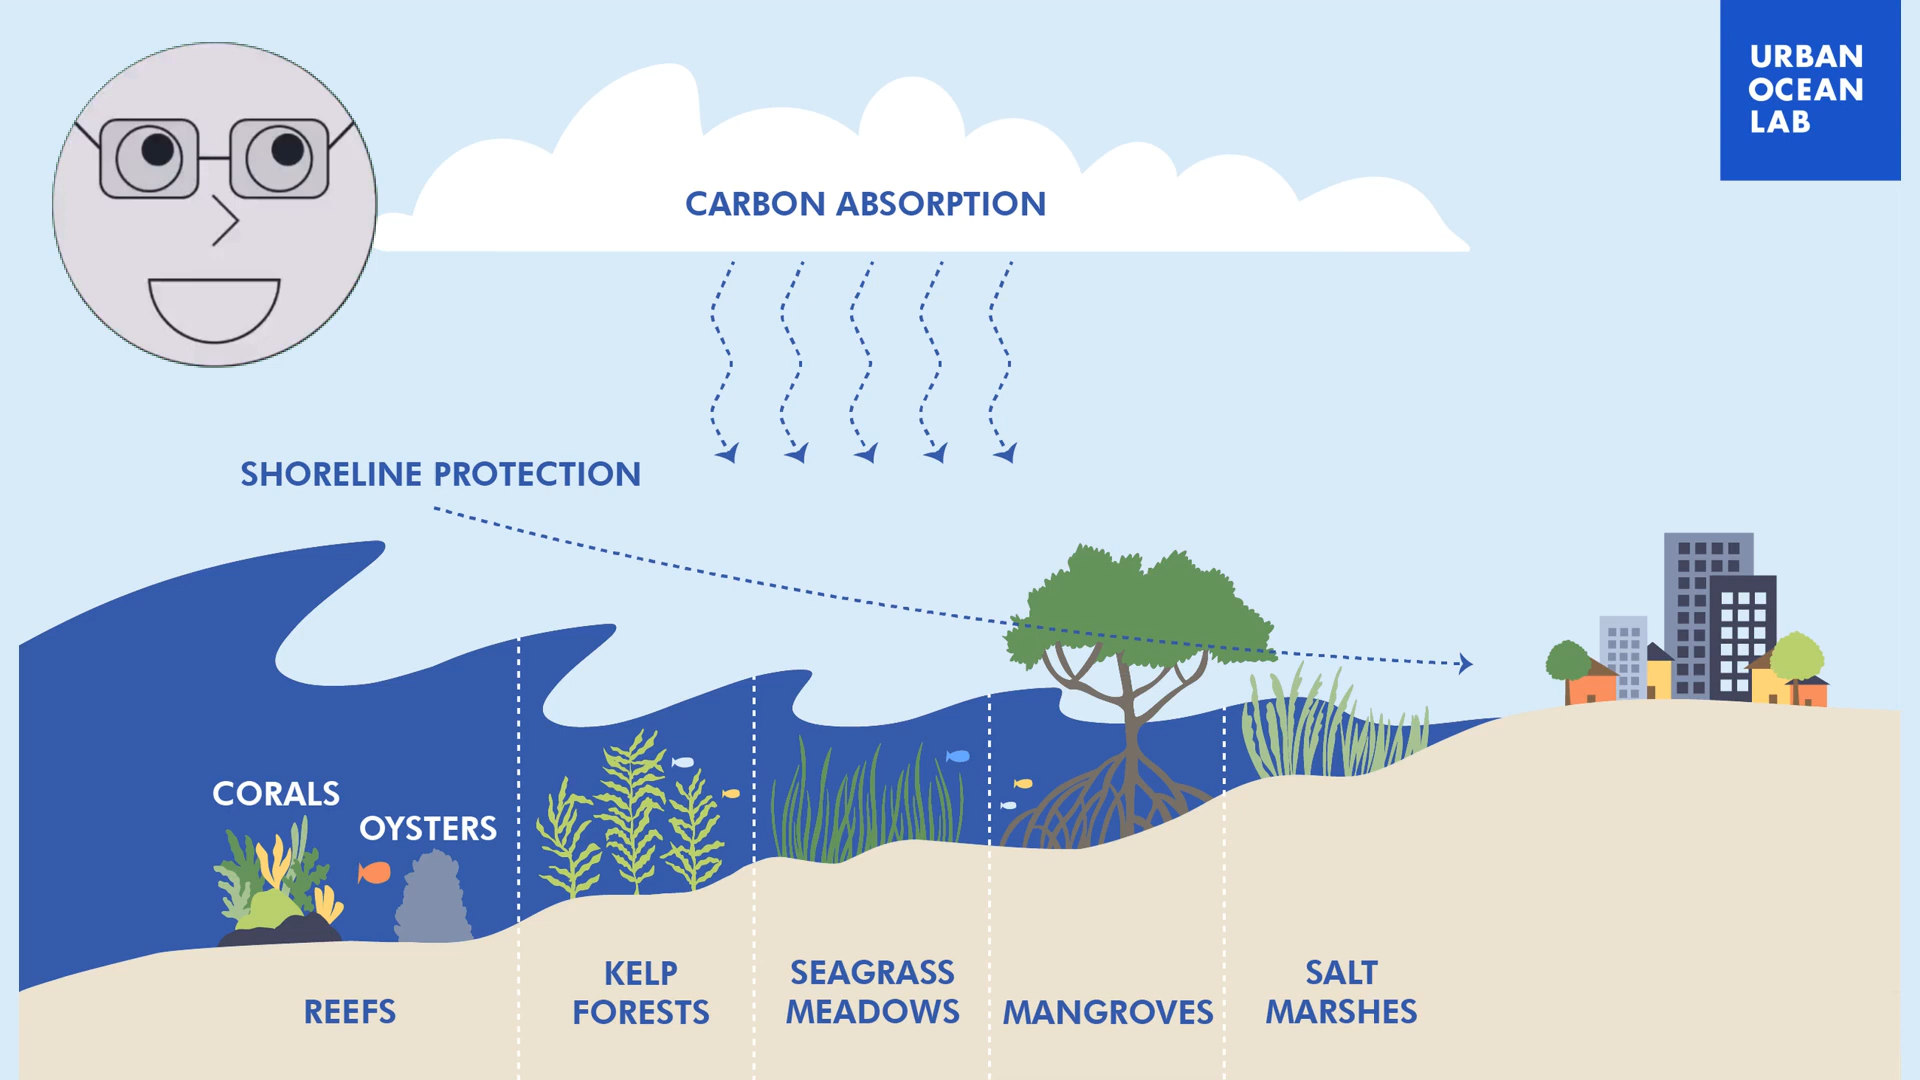 URBAN
OCEAN
LAB
CARBON ABSORPTION
SHORELINE PROTECTION
CORALS
OYSTERS
REEFS
KELP
FORESTS
SEAGRASS
MEADOWS
MANGROVES
SALT
MARSHES